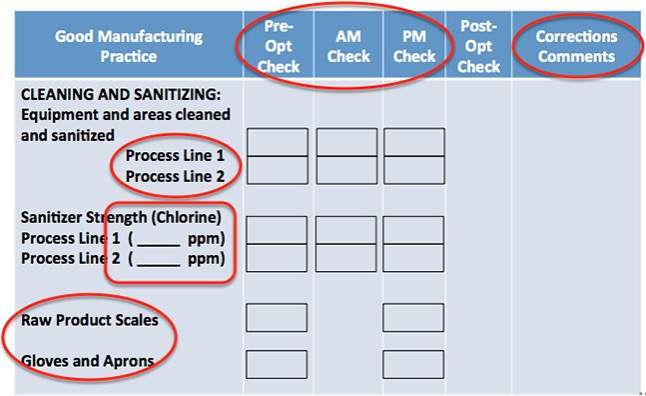 Good Manufacturing
Practice
Pre-
Opt
Check
AM
Check
PM
Check
Post-
Opt
Check
Corrections
Comments
CLEANING AND SANITIZING:
Equipment and areas cleaned
and sanitized
Process Line 1
Process Line 2
Sanitizer Strength (Chlorine)
Process Line 1 ( _____ ppm)
Process Line 2 ( _____ ppm)
Raw Product Scales
Gloves and Aprons